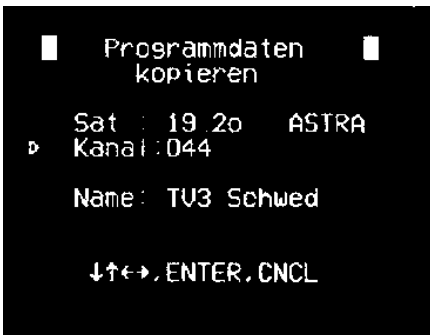 Programmdaten
kopieren
Sat : 19.2o ASTRA
Kanal:044
Name: TV3 Schwed
↓↑←→,ENTER,CNCL